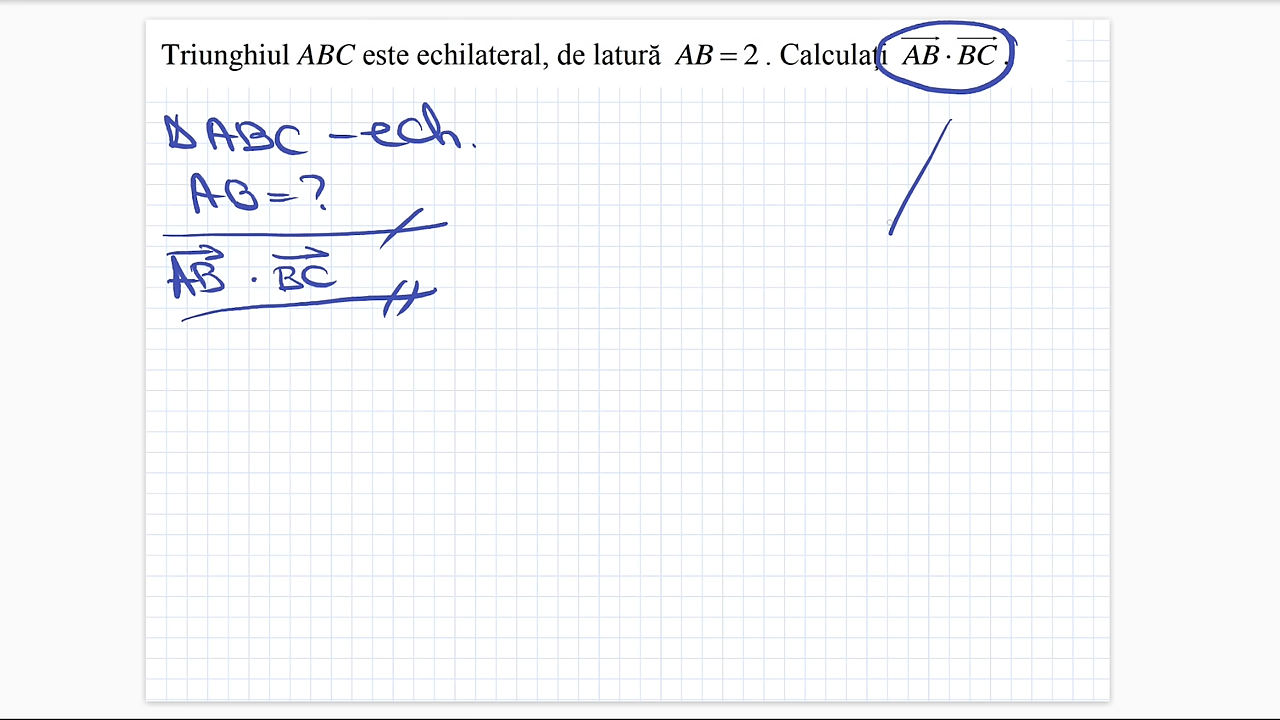 Triunghiul ABC este echilateral, de latură AB = 2 . Calculați AB · BC .
Δ ABC – ech.
AB = ?
AB · BC